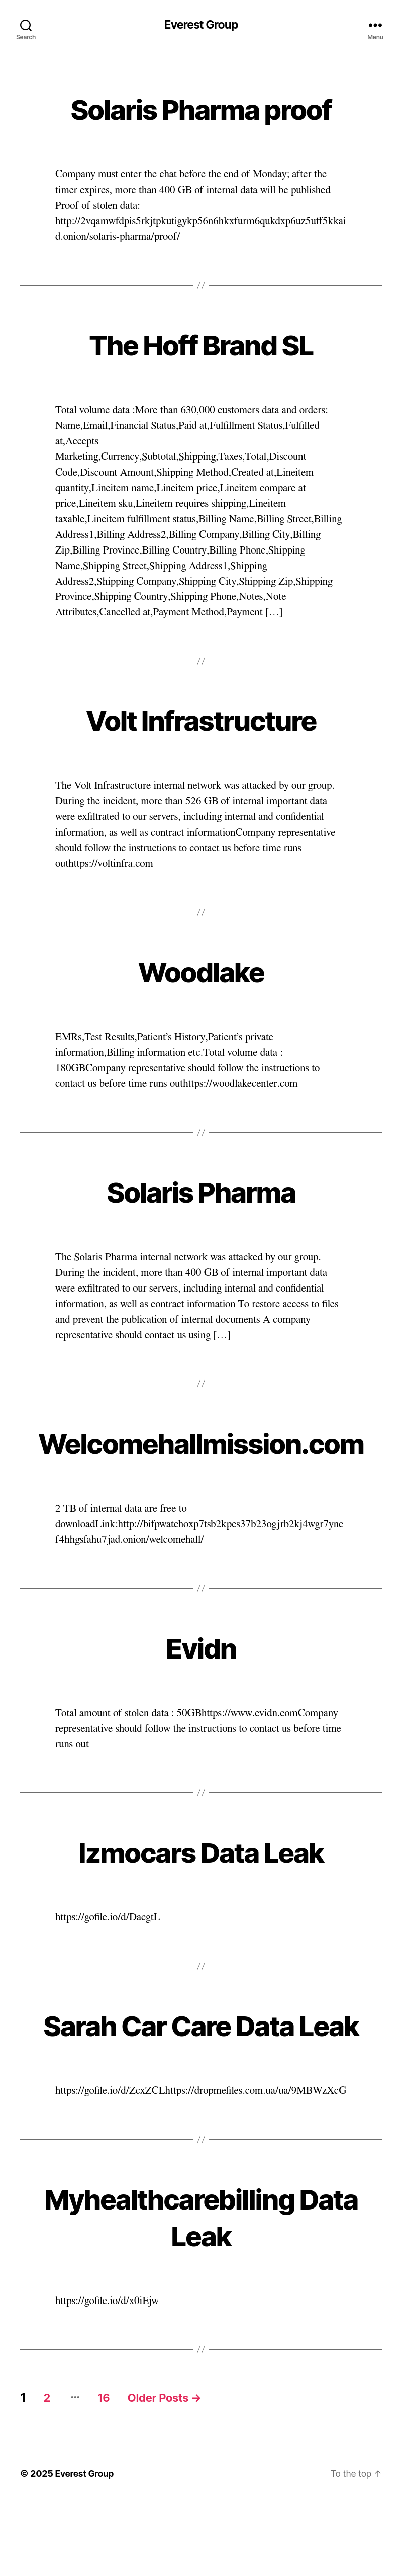 Everest Group
Search
Menu
Solaris Pharma proof
Company must enter the chat before the end of Monday; after the
timer expires, more than 400 GB of internal data will be published
Proof of stolen data:
http://2vqamwfdpis5rkjtpkutigykp56n6hkxfurm6qukdxp6uz5uff5kkai
d.onion/solaris-pharma/proof/
//
The Hoff Brand SL
Total volume data :More than 630,000 customers data and orders:
Name,Email,Financial Status,Paid at,Fulfillment Status,Fulfilled
at,Accepts
Marketing,Currency,Subtotal,Shipping,Taxes,Total,Discount
Code,Discount Amount,Shipping Method,Created at,Lineitem
quantity,Lineitem name,Lineitem price,Lineitem compare at
price,Lineitem sku,Lineitem requires shipping,Lineitem
taxable,Lineitem fulfillment status,Billing Name,Billing Street,Billing
Address1,Billing Address2,Billing Company,Billing City,Billing
Zip,Billing Province,Billing Country,Billing Phone,Shipping
Name,Shipping Street,Shipping Address1,Shipping
Address2,Shipping Company,Shipping City,Shipping Zip,Shipping
Province,Shipping Country,Shipping Phone,Notes,Note
Attributes,Cancelled at,Payment Method,Payment […]
//
Volt Infrastructure
The Volt Infrastructure internal network was attacked by our group.
During the incident, more than 526 GB of internal important data
were exfiltrated to our servers, including internal and confidential
information, as well as contract informationCompany representative
should follow the instructions to contact us before time runs
outhttps://voltinfra.com
//
Woodlake
EMRs,Test Results,Patient's History,Patient's private
information,Billing information etc.Total volume data :
180GBCompany representative should follow the instructions to
contact us before time runs outhttps://woodlakecenter.com
//
Solaris Pharma
The Solaris Pharma internal network was attacked by our group.
During the incident, more than 400 GB of internal important data
were exfiltrated to our servers, including internal and confidential
information, as well as contract information To restore access to files
and prevent the publication of internal documents A company
representative should contact us using […]
//
Welcomehallmission.com
2 TB of internal data are free to
downloadLink:http://bifpwatchoxp7tsb2kpes37b23ogjrb2kj4wgr7ync
f4hhgsfahu7jad.onion/welcomehall/
//
Evidn
Total amount of stolen data : 50GBhttps://www.evidn.comCompany
representative should follow the instructions to contact us before time
runs out
//
Izmocars Data Leak
https://gofile.io/d/DacgtL
//
Sarah Car Care Data Leak
https://gofile.io/d/ZcxZCLhttps://dropmefiles.com.ua/ua/9MBWzXcG
//
Myhealthcarebilling Data
Leak
https://gofile.io/d/x0iEjw
//
1 2 … 16 Older Posts →
© 2025 Everest Group
To the top ↑